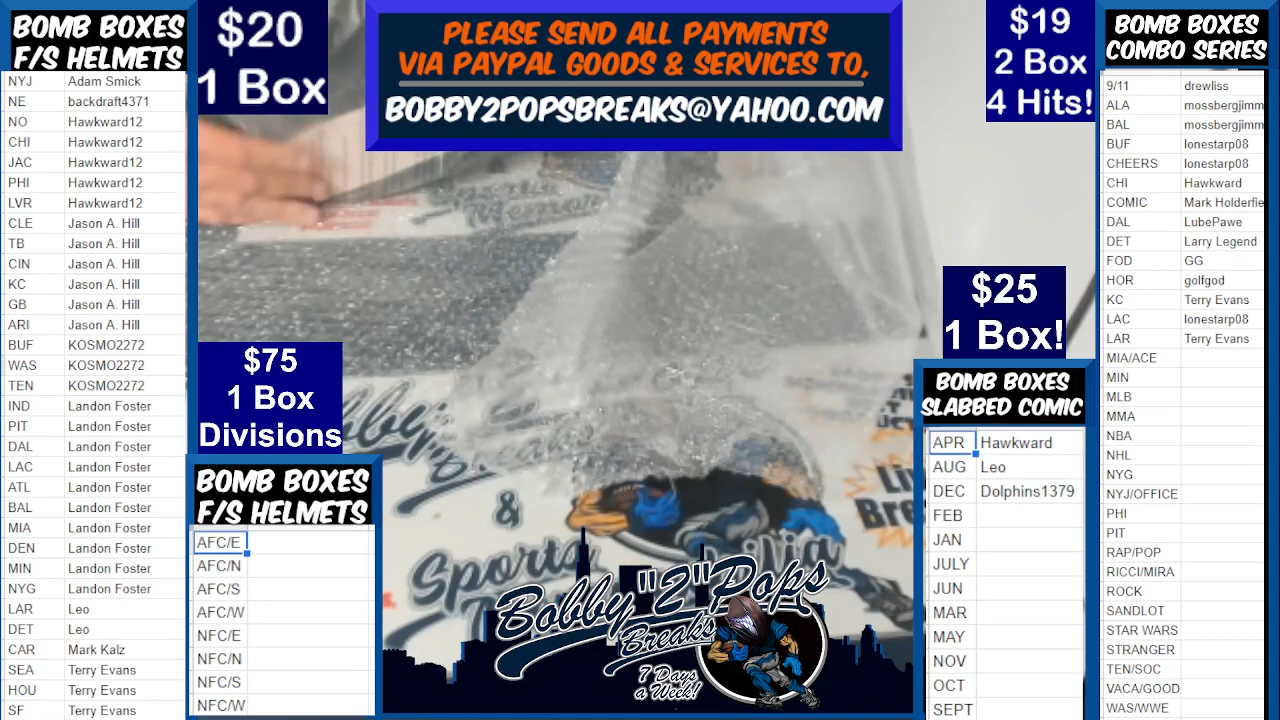 BOMB BOXES
F/S HELMETS
NYJ Adam Smick
NE backdraft4371
NO Hawkward12
CHI Hawkward12
JAC Hawkward12
PHI Hawkward12
LVR Hawkward12
CLE Jason A. Hill
TB Jason A. Hill
CIN Jason A. Hill
KC Jason A. Hill
GB Jason A. Hill
ARI Jason A. Hill
BUF KOSMO2272
WAS KOSMO2272
TEN KOSMO2272
IND Landon Foster
PIT Landon Foster
DAL Landon Foster
LAC Landon Foster
ATL Landon Foster
BAL Landon Foster
MIA Landon Foster
DEN Landon Foster
MIN Landon Foster
NYG Landon Foster
LAR Leo
DET Leo
CAR Mark Kalz
SEA Terry Evans
HOU Terry Evans
SF Terry Evans
$20
1 Box
$75
1 Box
Divisions
BOMB BOXES
F/S HELMETS
AFC/E
AFC/N
AFC/S
AFC/W
NFC/E
NFC/N
NFC/S
NFC/W
PLEASE SEND ALL PAYMENTS
VIA PAYPAL GOODS & SERVICES TO,
BOBBY2POPSBREAKS@YAHOO.COM
&
Sports
Bobby "2" Pops
Breaks
7 Days
a Week!
$19
2 Box
4 Hits!
$25
1 Box!
BOMB BOXES
SLABBED COMIC
APR Hawkward
AUG Leo
DEC Dolphins1379
FEB
JAN
JULY
JUN
MAR
MAY
NOV
OCT
SEPT
BOMB BOXES
COMBO SERIES
9/11 drewliss
ALA mossbergjimm
BAL mossbergjimm
BUF lonestarp08
CHEERS lonestarp08
CHI Hawkward
COMIC Mark Holderfie
DAL LubePawe
DET Larry Legend
FOD GG
HOR golfgod
KC Terry Evans
LAC lonestarp08
LAR Terry Evans
MIA/ACE
MIN
MLB
MMA
NBA
NHL
NYG
NYJ/OFFICE
PHI
PIT
RAP/POP
RICCI/MIRA
ROCK
SANDLOT
STAR WARS
STRANGER
TEN/SOC
VACA/GOOD
WAS/WWE